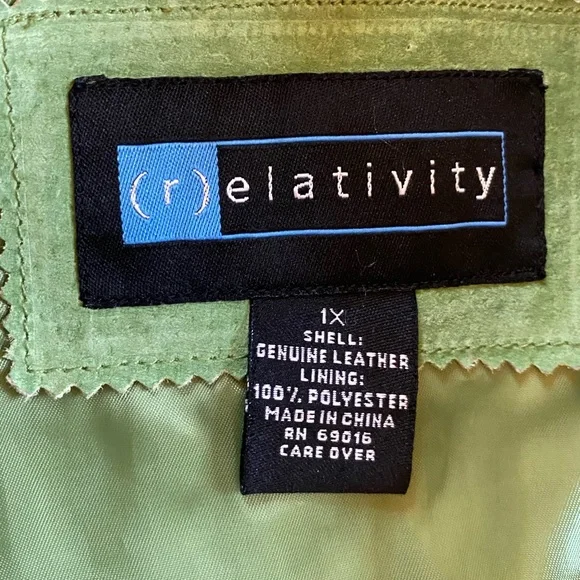 (r)elativity
1X
SHELL:
GENUINE LEATHER
LINING:
100% POLYESTER
MADE IN CHINA
RN 69016
CARE OVER